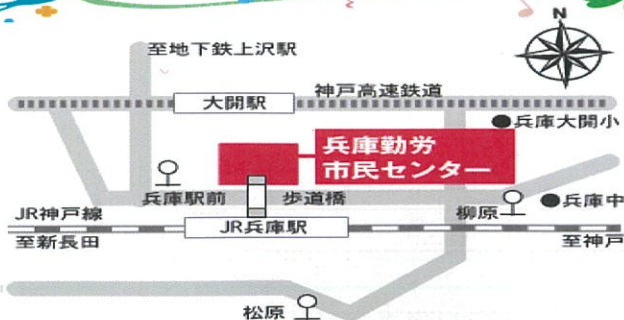 N
至地下鉄上沢駅
大開駅
神戸高速鉄道
兵庫大開小
兵庫勤労
市民センター
兵庫駅前
歩道橋
柳原
兵庫中
JR神戸線
JR兵庫駅
至新長田
至神戸
松原